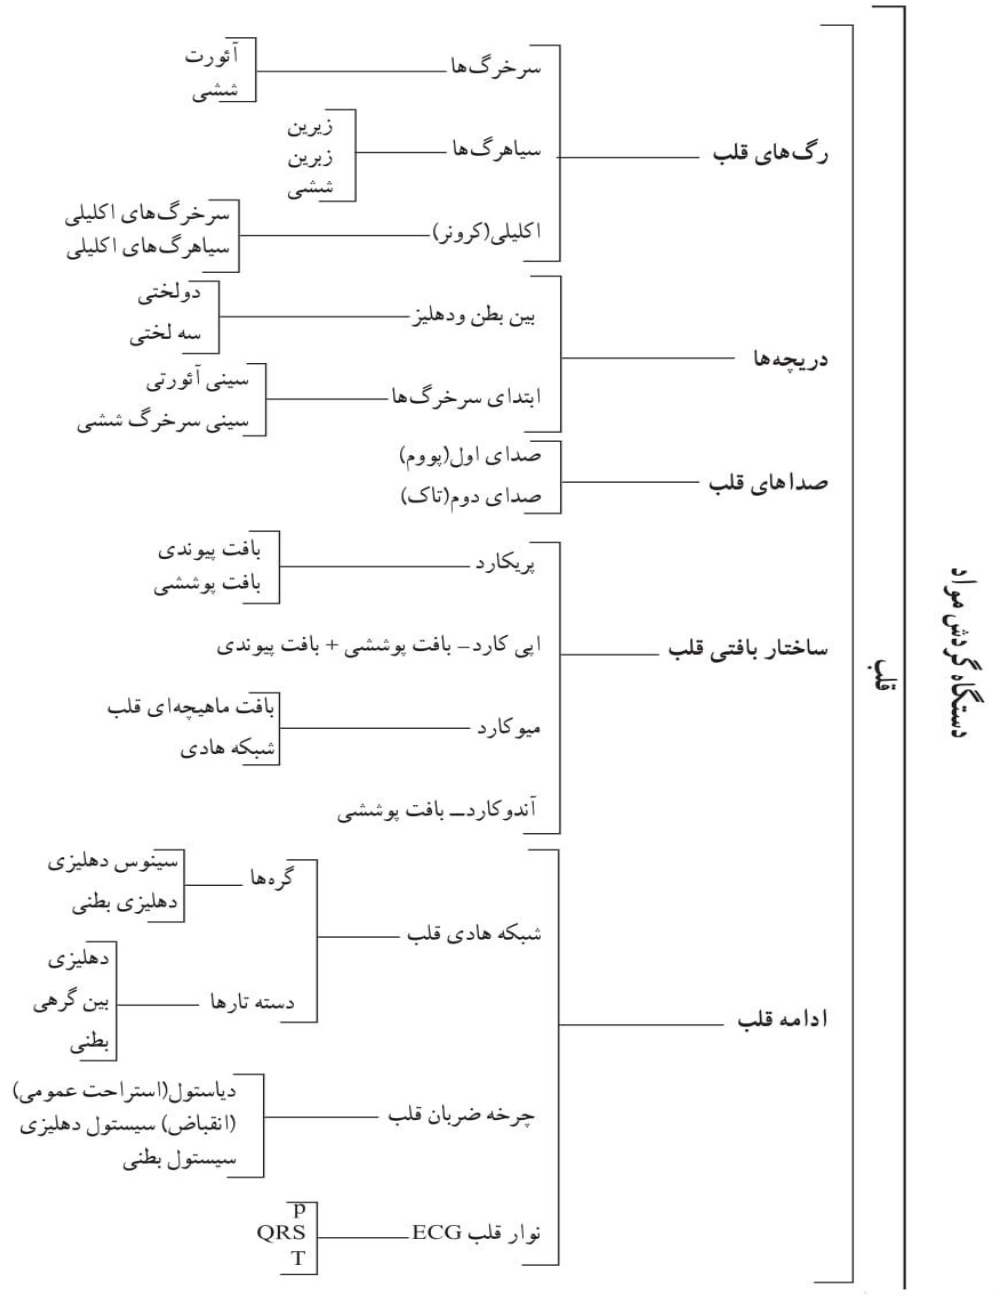 دستگاه گردش مواد
قلب
رگ‌های قلب
سرخرگ‌ها
آئورت
ششی
سیاهرگ‌ها
زیرین
زبرین
ششی
اکلیلی(کرونر)
سرخرگ‌های اکلیلی
سیاهرگ‌های اکلیلی
دریچه‌ها
بین بطن ودهلیز
دولختی
سه لختی
ابتدای سرخرگ‌ها
سینی آئورتی
سینی سرخرگ ششی
صداهای قلب
صدای اول(پووم)
صدای دوم(تاک)
ساختار بافتی قلب
پریکارد
بافت پیوندی
بافت پوششی
اپی کارد– بافت پوششی + بافت پیوندی
میوکارد
بافت ماهیچه‌ای قلب
شبکه هادی
آندوکارد— بافت پوششی
ادامه قلب
شبکه هادی قلب
گره‌ها
سینوس دهلیزی
دهلیزی بطنی
دسته تارها
دهلیزی
بین گرهی
بطنی
چرخه ضربان قلب
دیاستول(استراحت عمومی)
(انقباض) سیستول دهلیزی
سیستول بطنی
نوار قلب ECG
p
QRS
T